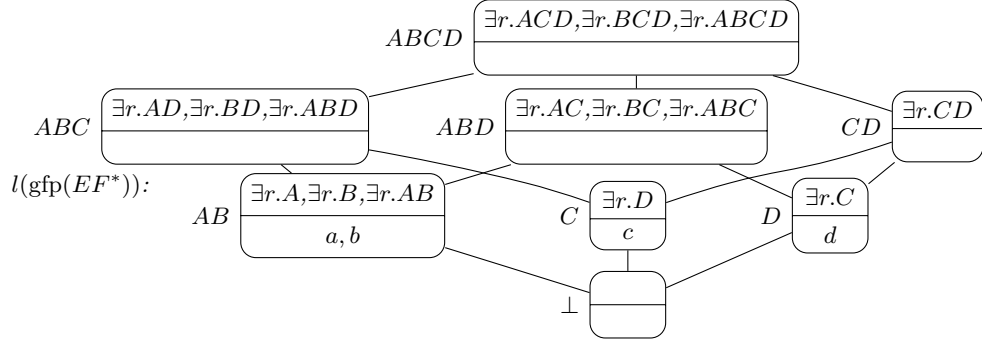 ABCD ∃r.ACD,∃r.BCD,∃r.ABCD
ABC ∃r.AD,∃r.BD,∃r.ABD
ABD ∃r.AC,∃r.BC,∃r.ABC
CD ∃r.CD
l(gfp(EF*)):
AB ∃r.A,∃r.B,∃r.AB
a, b
C ∃r.D
c
D ∃r.C
d
⊥